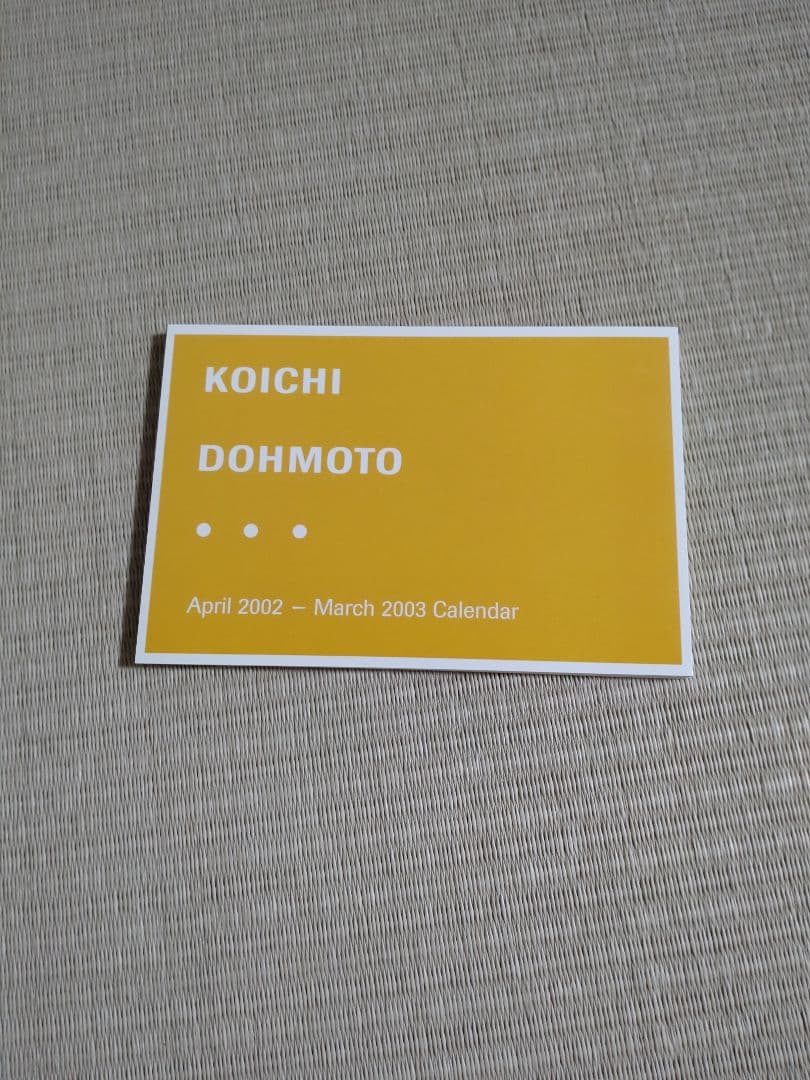 KOICHI
DOHMOTO
• • •
April 2002 – March 2003 Calendar